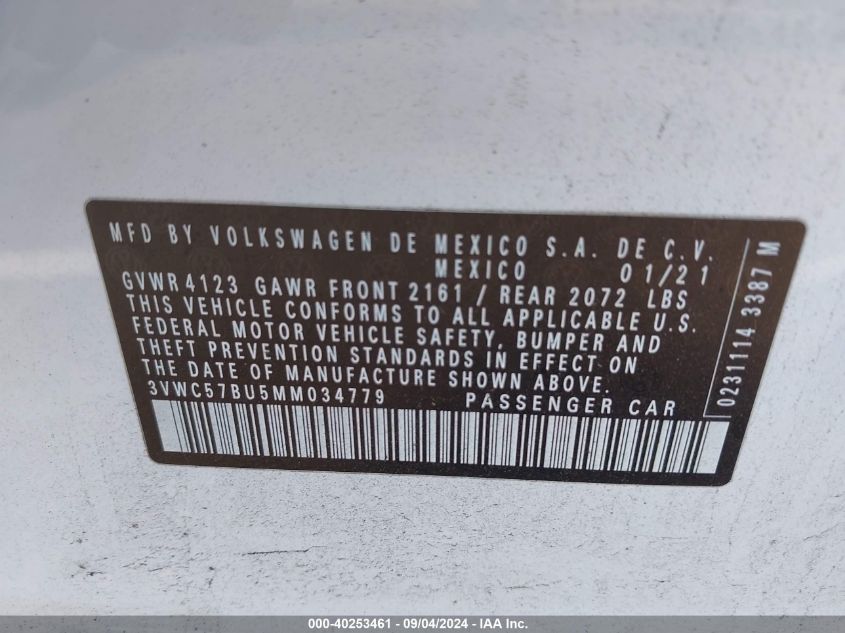 MFD BY VOLKSWAGEN DE MEXICO S.A. DE C.V.
MEXICO 01/21
GVWR 4123 GAWR FRONT 2161 / REAR 2072 LBS
THIS VEHICLE CONFORMS TO ALL APPLICABLE U.S.
FEDERAL MOTOR VEHICLE SAFETY, BUMPER AND
THEFT PREVENTION STANDARDS IN EFFECT ON
THE DATE OF MANUFACTURE SHOWN ABOVE.
3VWC57BU5MM034779 PASSENGER CAR
0231114 3387 M
000-40253461 - 09/04/2024 - IAA Inc.